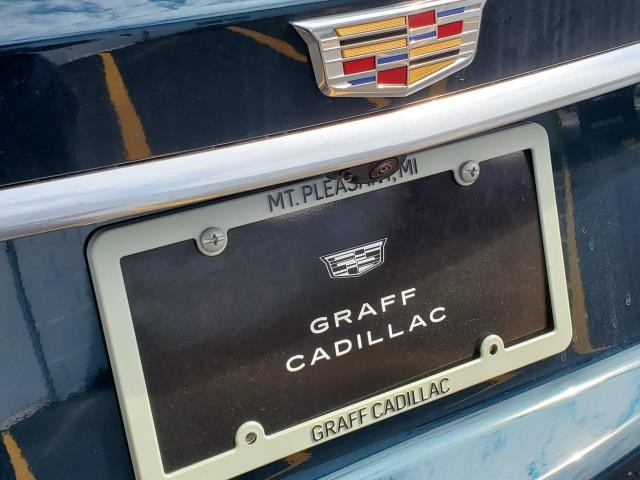 MT. PLEASANT, MI
GRAFF
CADILLAC
GRAFF CADILLAC